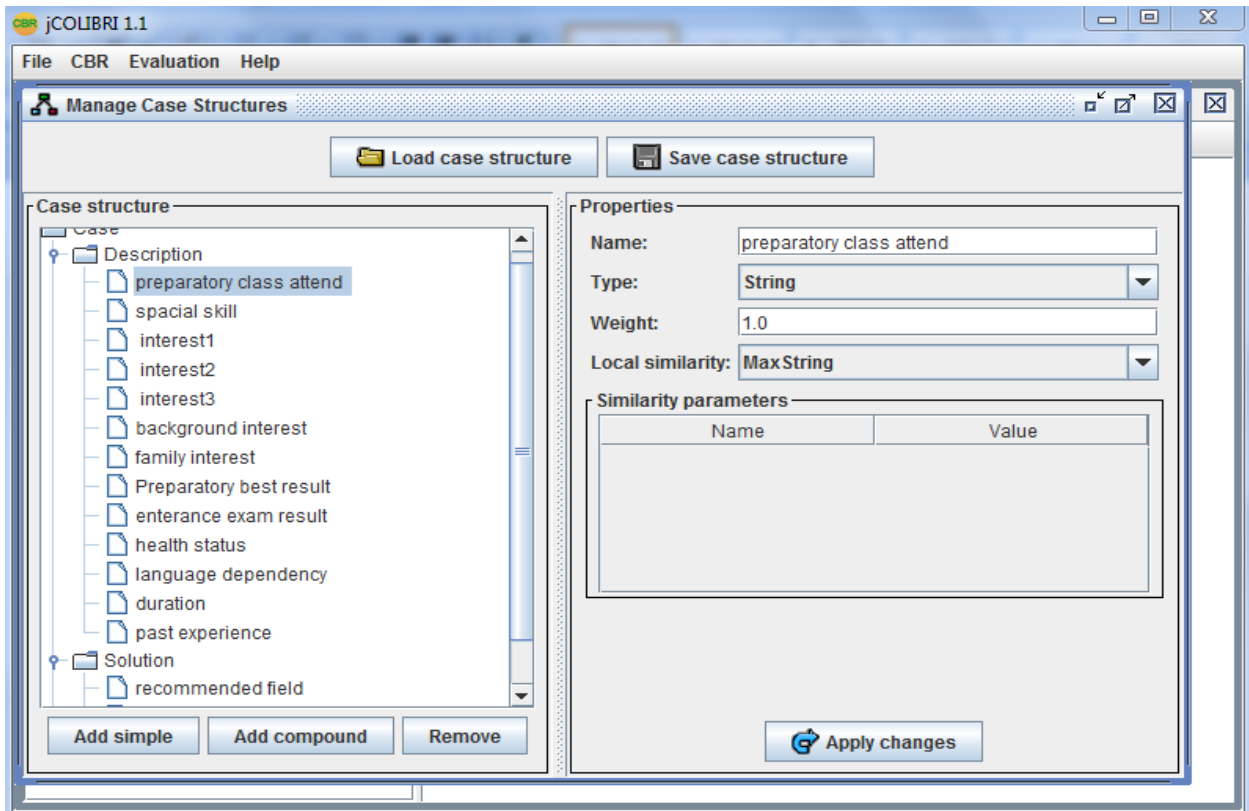 CBR jCOLIBRI 1.1
File CBR Evaluation Help
Manage Case Structures
Load case structure
Save case structure
Case structure
Case
Description
preparatory class attend
spacial skill
interest1
interest2
interest3
background interest
family interest
Preparatory best result
enterance exam result
health status
language dependency
duration
past experience
Solution
recommended field
Add simple
Add compound
Remove
Properties
Name: preparatory class attend
Type: String
Weight: 1.0
Local similarity: MaxString
Similarity parameters
Name Value
Apply changes